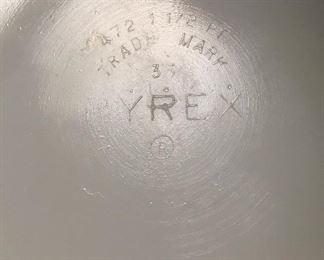 472 1 1/2 PT
TRADE MARK
37
YREX
®